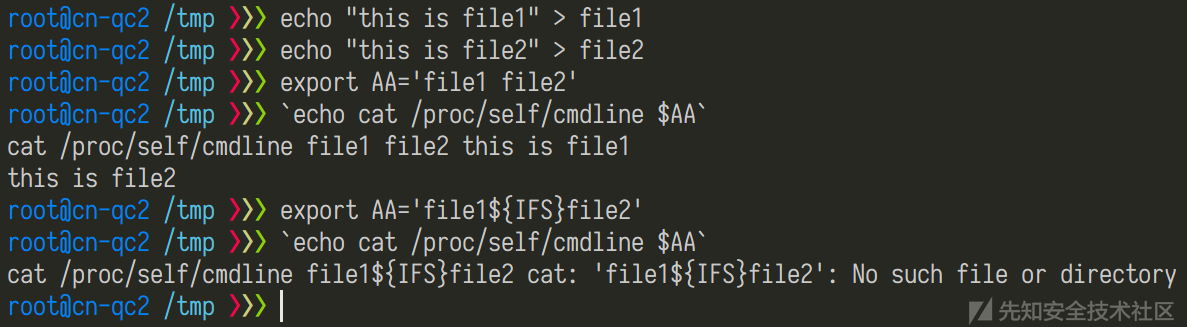 root@cn-qc2 /tmp ❯❯❯ echo "this is file1" > file1
root@cn-qc2 /tmp ❯❯❯ echo "this is file2" > file2
root@cn-qc2 /tmp ❯❯❯ export AA='file1 file2'
root@cn-qc2 /tmp ❯❯❯ `echo cat /proc/self/cmdline $AA`
cat /proc/self/cmdline file1 file2 this is file1
this is file2
root@cn-qc2 /tmp ❯❯❯ export AA='file1${IFS}file2'
root@cn-qc2 /tmp ❯❯❯ `echo cat /proc/self/cmdline $AA`
cat /proc/self/cmdline file1${IFS}file2 cat: 'file1${IFS}file2': No such file or directory
root@cn-qc2 /tmp ❯❯❯
先知安全技术社区